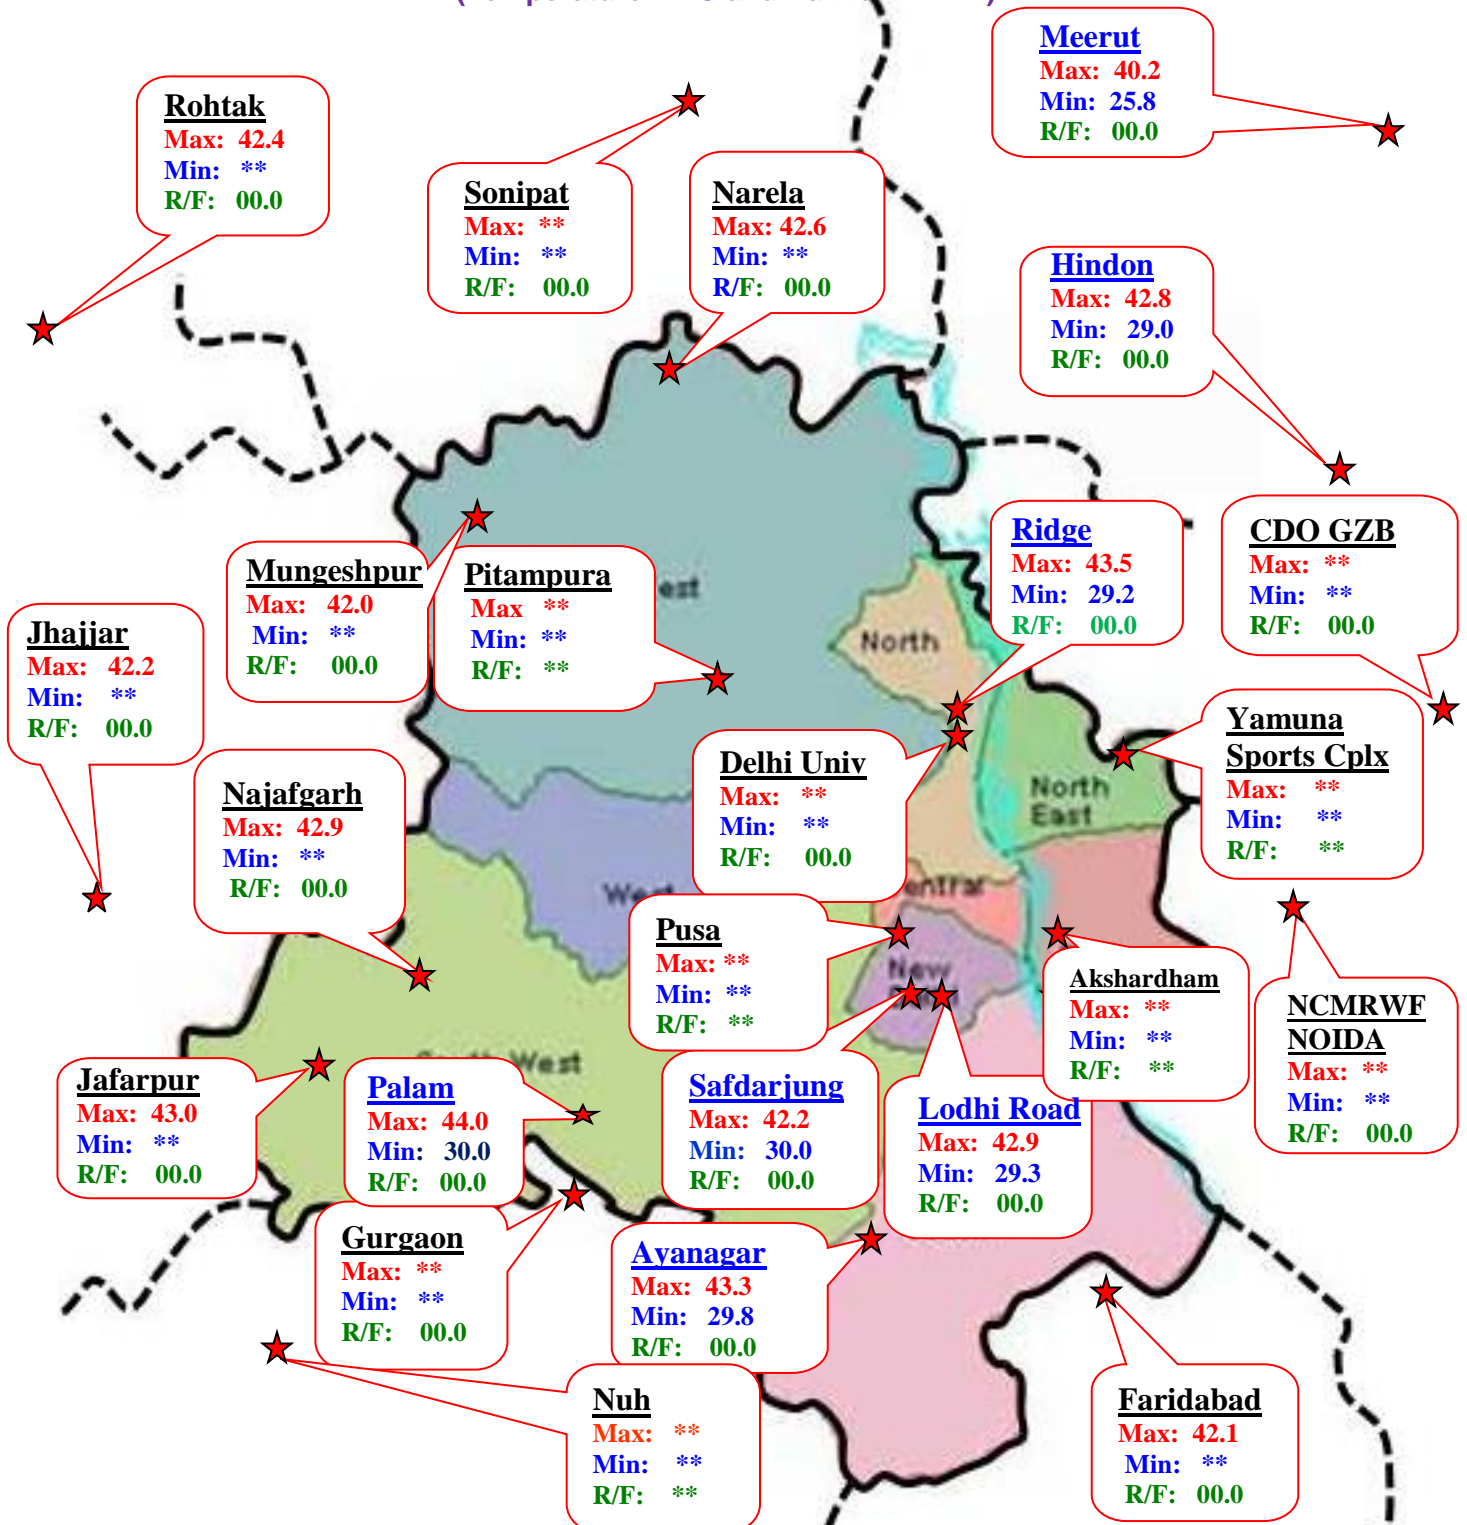 Meerut
Max: 40.2
Min: 25.8
R/F: 00.0
Rohtak
Max: 42.4
Min: **
R/F: 00.0
Sonipat
Max: **
Min: **
R/F: 00.0
Narela
Max: 42.6
Min: **
R/F: 00.0
Hindon
Max: 42.8
Min: 29.0
R/F: 00.0
Ridge
Max: 43.5
Min: 29.2
R/F: 00.0
CDO GZB
Max: **
Min: **
R/F: 00.0
Mungeshpur
Max: 42.0
Min: **
R/F: 00.0
Pitampura
Max **
Min: **
R/F: **
est
North
Jhajjar
Max: 42.2
Min: **
R/F: 00.0
Yamuna
Sports Cplx
Max: **
Min: **
R/F: **
Delhi Univ
Max: **
Min: **
R/F: 00.0
North
East
Najafgarh
Max: 42.9
Min: **
R/F: 00.0
West
entral
Pusa
Max: **
Min: **
R/F: **
New
Akshardham
Max: **
Min: **
R/F: **
NCMRWF
NOIDA
Max: **
Min: **
R/F: 00.0
South West
Jafarpur
Max: 43.0
Min: **
R/F: 00.0
Palam
Max: 44.0
Min: 30.0
R/F: 00.0
Safdarjung
Max: 42.2
Min: 30.0
R/F: 00.0
Lodhi Road
Max: 42.9
Min: 29.3
R/F: 00.0
Gurgaon
Max: **
Min: **
R/F: 00.0
Ayanagar
Max: 43.3
Min: 29.8
R/F: 00.0
Nuh
Max: **
Min: **
R/F: **
Faridabad
Max: 42.1
Min: **
R/F: 00.0